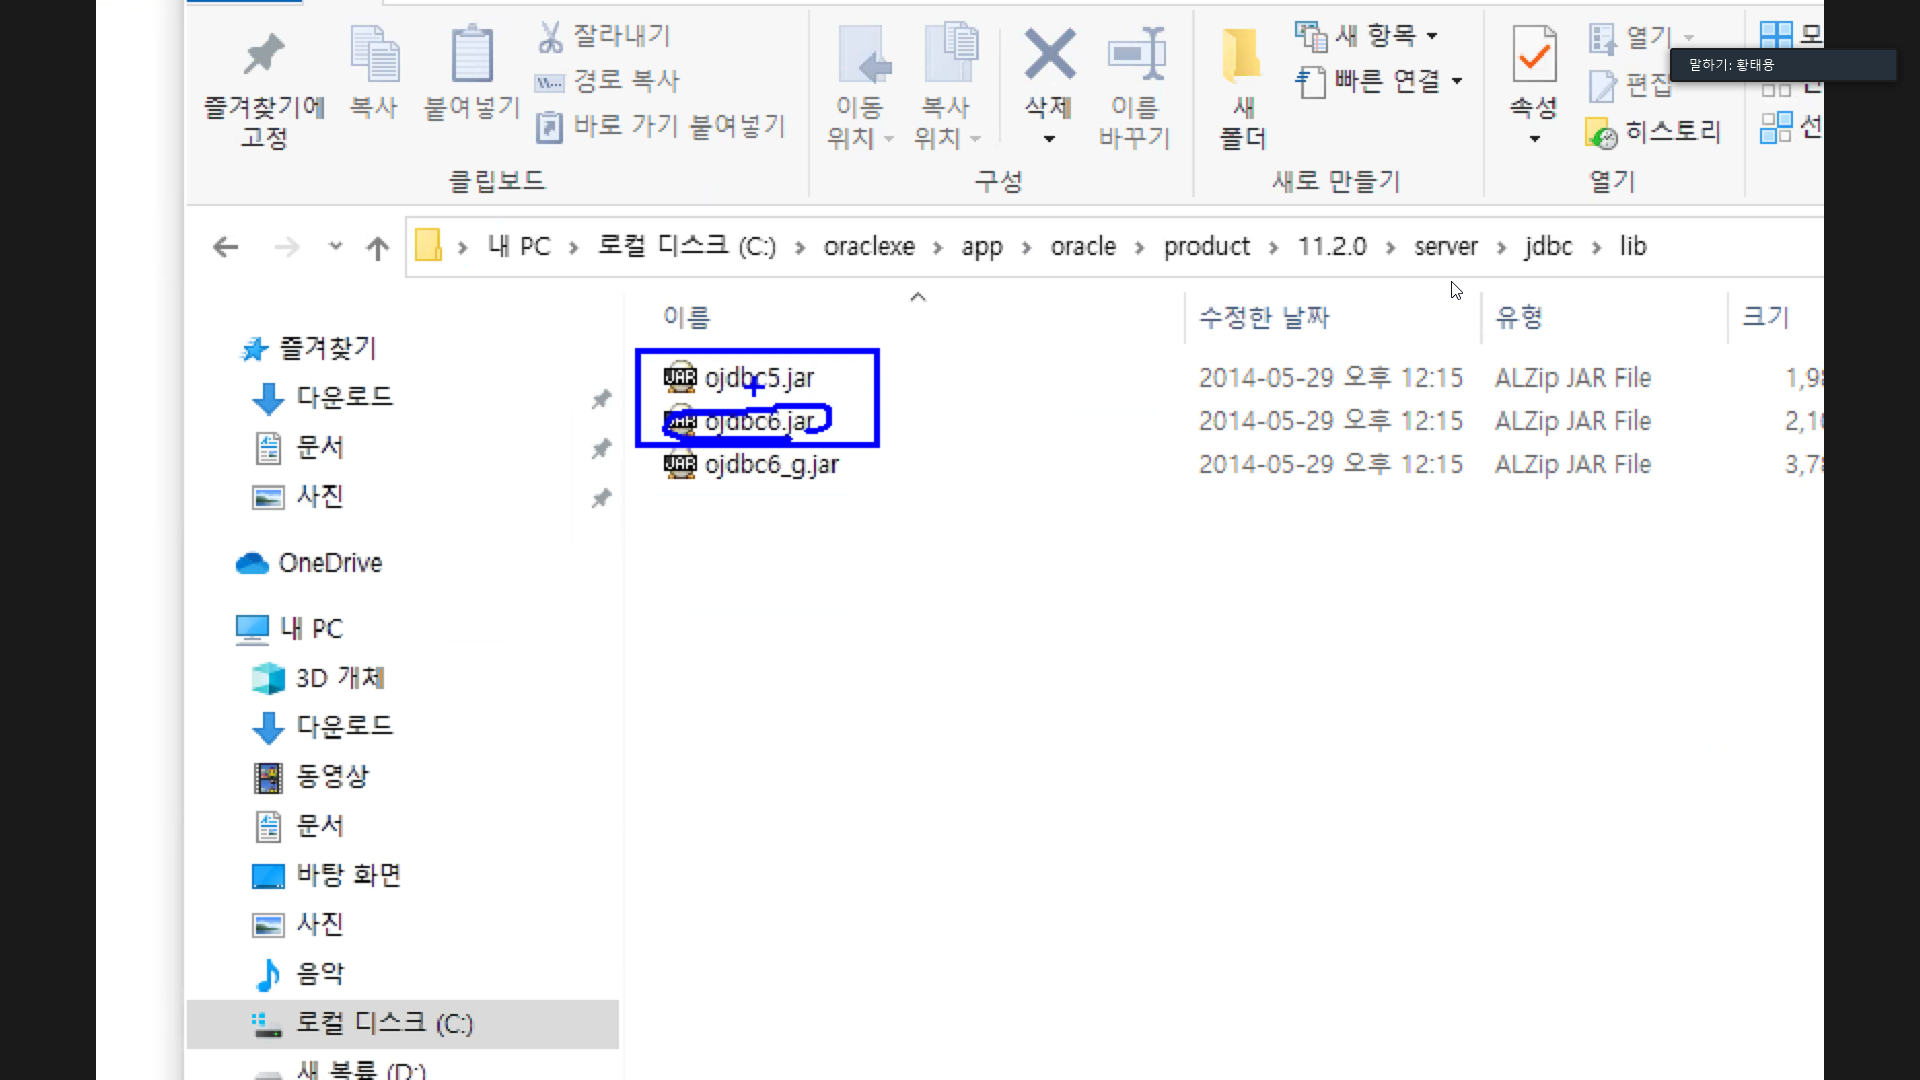 즐겨찾기에
고정
복사
붙여넣기
잘라내기
경로 복사
바로 가기 붙여넣기
클립보드
이동
위치
복사
위치
삭제
이름
바꾸기
구성
새
폴더
새 항목
빠른 연결
새로 만들기
속성
열기
편집
히스토리
열기
모
선
말하기: 황태용
내 PC > 로컬 디스크 (C:) > oraclexe > app > oracle > product > 11.2.0 > server > jdbc > lib
즐겨찾기
다운로드
문서
사진
OneDrive
내 PC
3D 개체
다운로드
동영상
문서
바탕 화면
사진
음악
로컬 디스크 (C:)
새 볼륨 (D:)
이름 수정한 날짜 유형 크기
ojdbc5.jar 2014-05-29 오후 12:15 ALZip JAR File 1,9
ojdbc6.jar 2014-05-29 오후 12:15 ALZip JAR File 2,1
ojdbc6_g.jar 2014-05-29 오후 12:15 ALZip JAR File 3,7